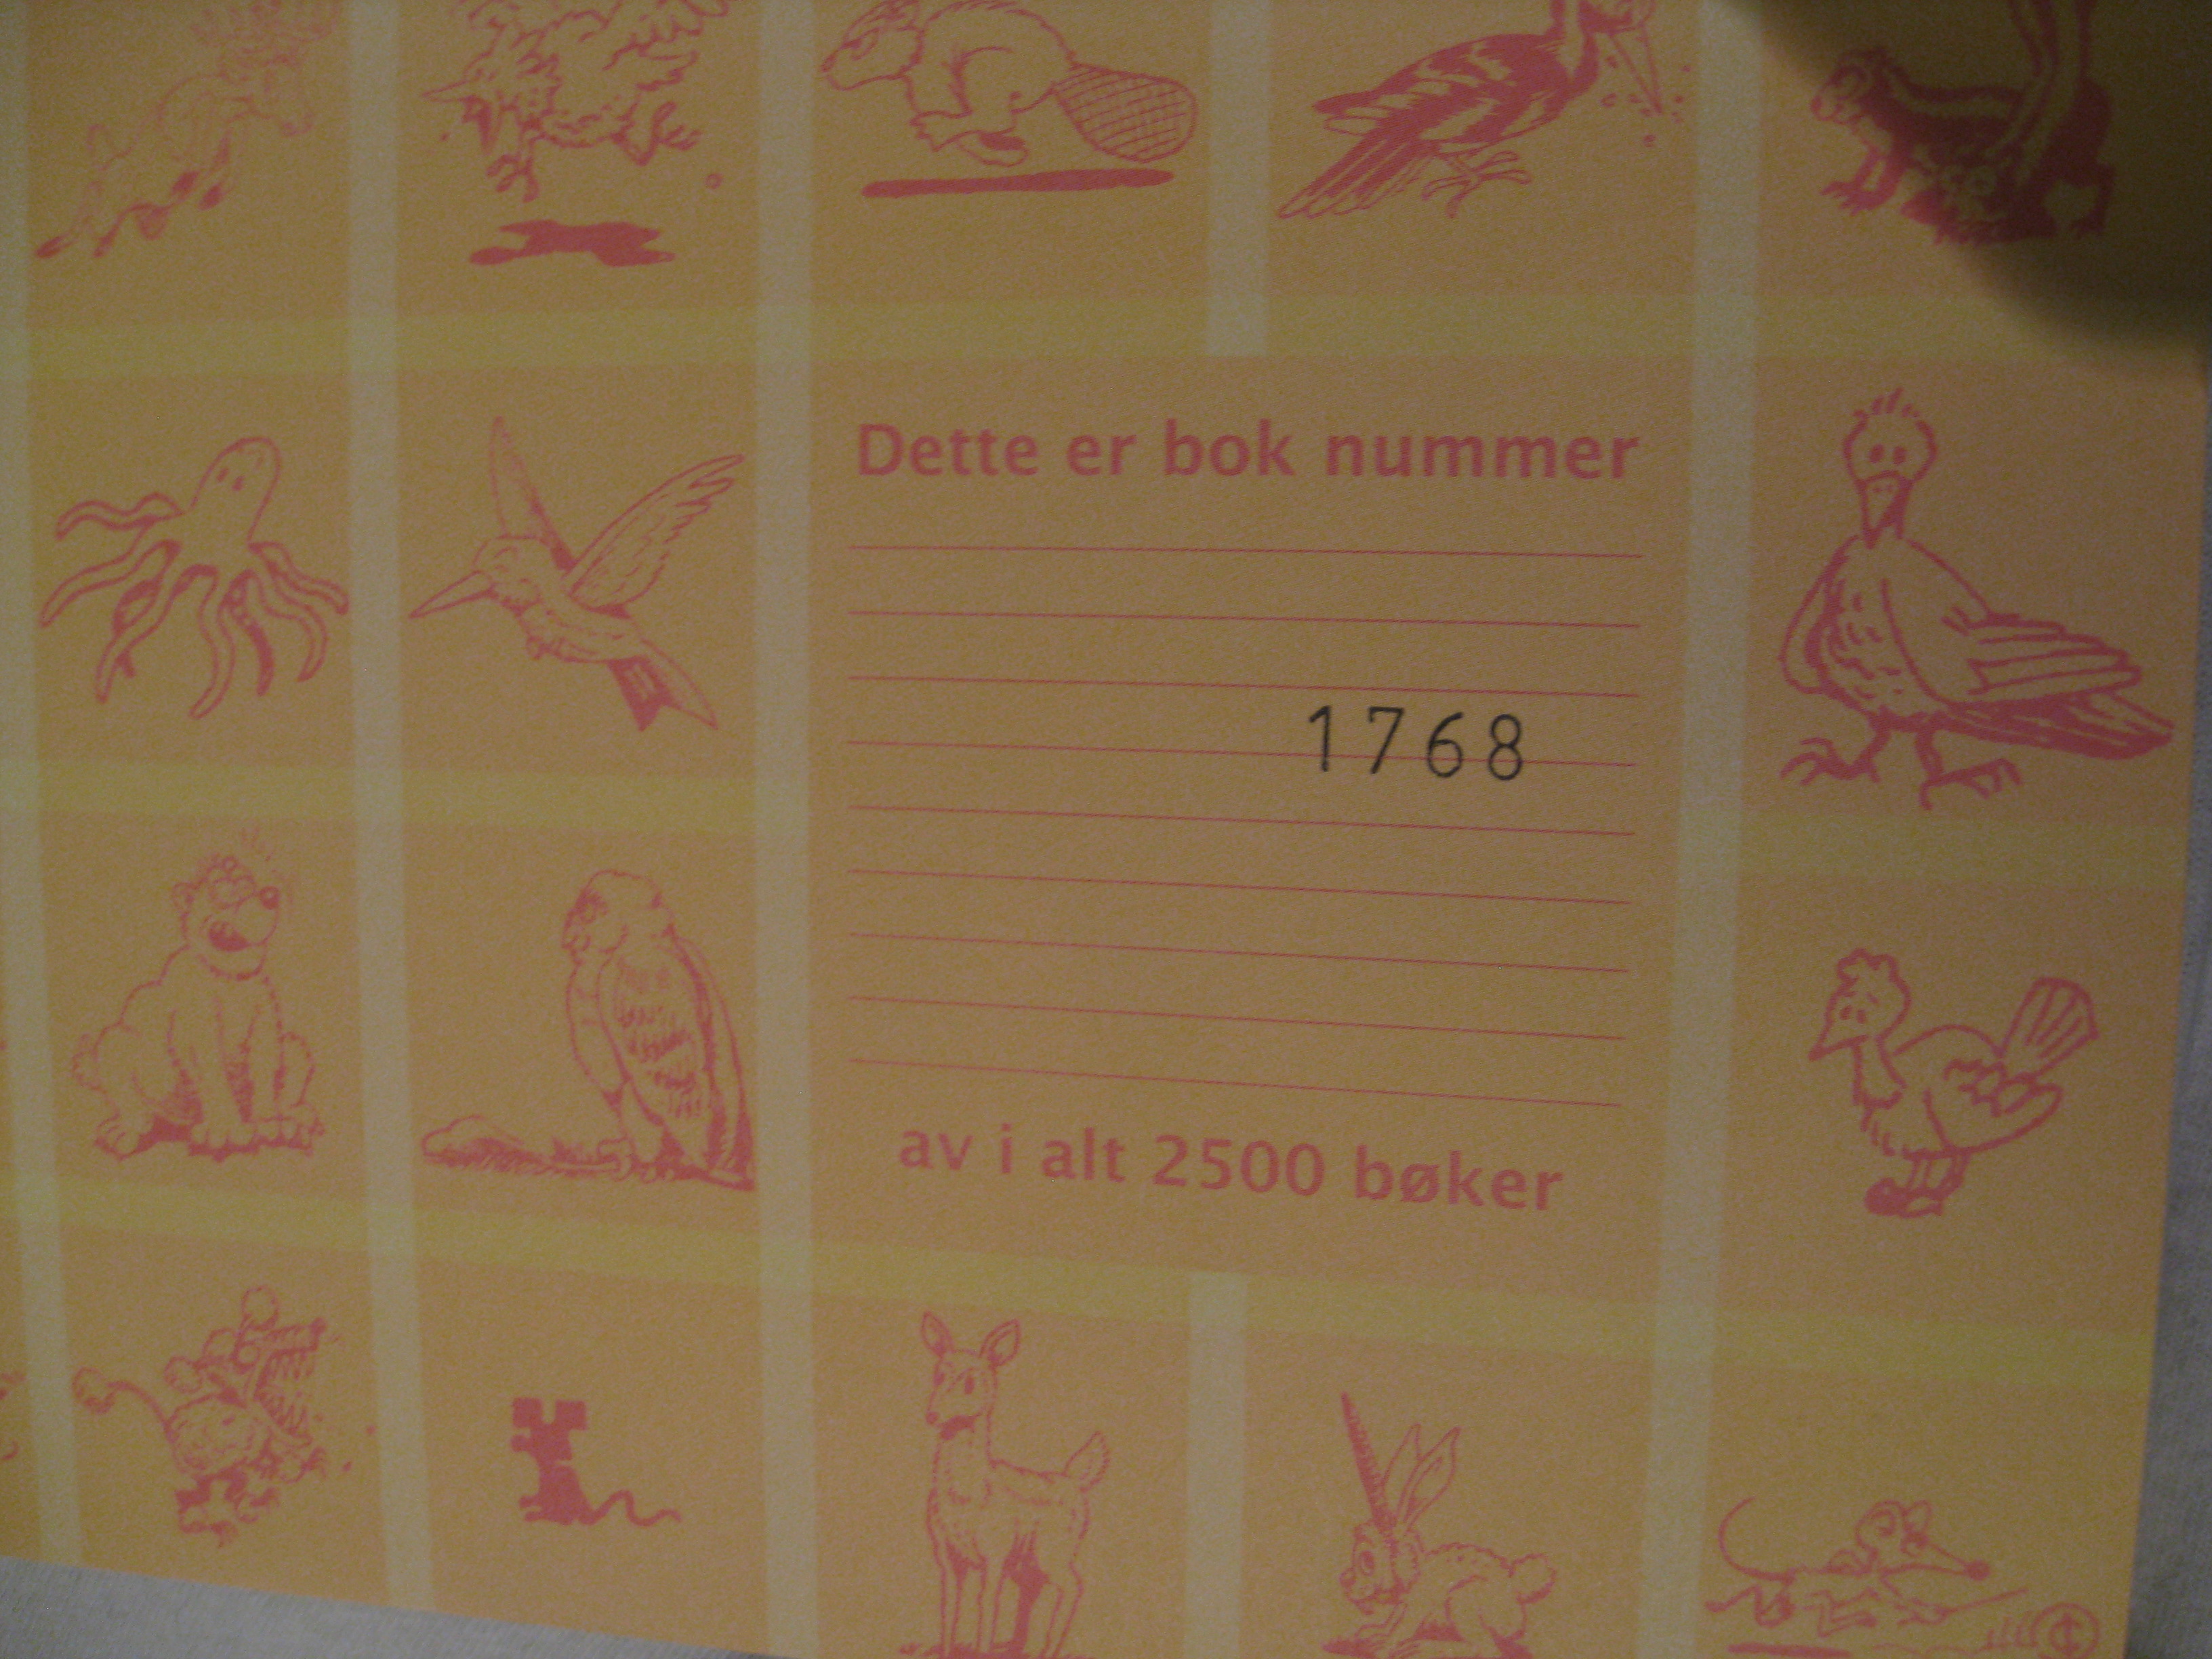 Dette er bok nummer
1768
av i alt 2500 bøker